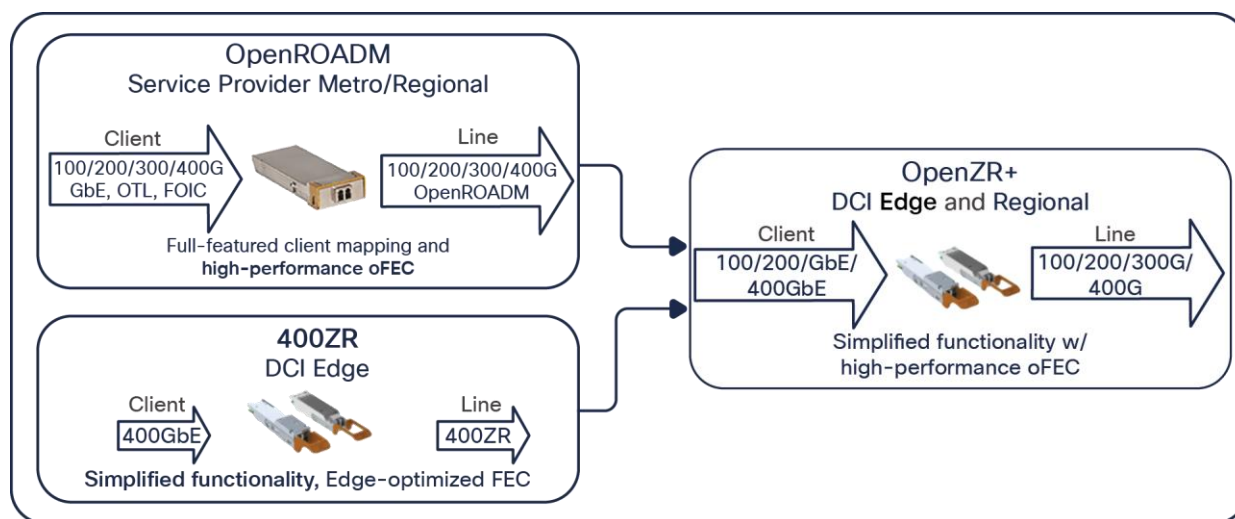 OpenROADM
Service Provider Metro/Regional
Client
100/200/300/400G
GbE, OTL, FOIC
Line
100/200/300/400G
OpenROADM
Full-featured client mapping and
high-performance oFEC
400ZR
DCI Edge
Client
400GbE
Line
400ZR
Simplified functionality, Edge-optimized FEC
OpenZR+
DCI Edge and Regional
Client
100/200/GbE/
400GbE
Line
100/200/300G/
400G
Simplified functionality w/
high-performance oFEC